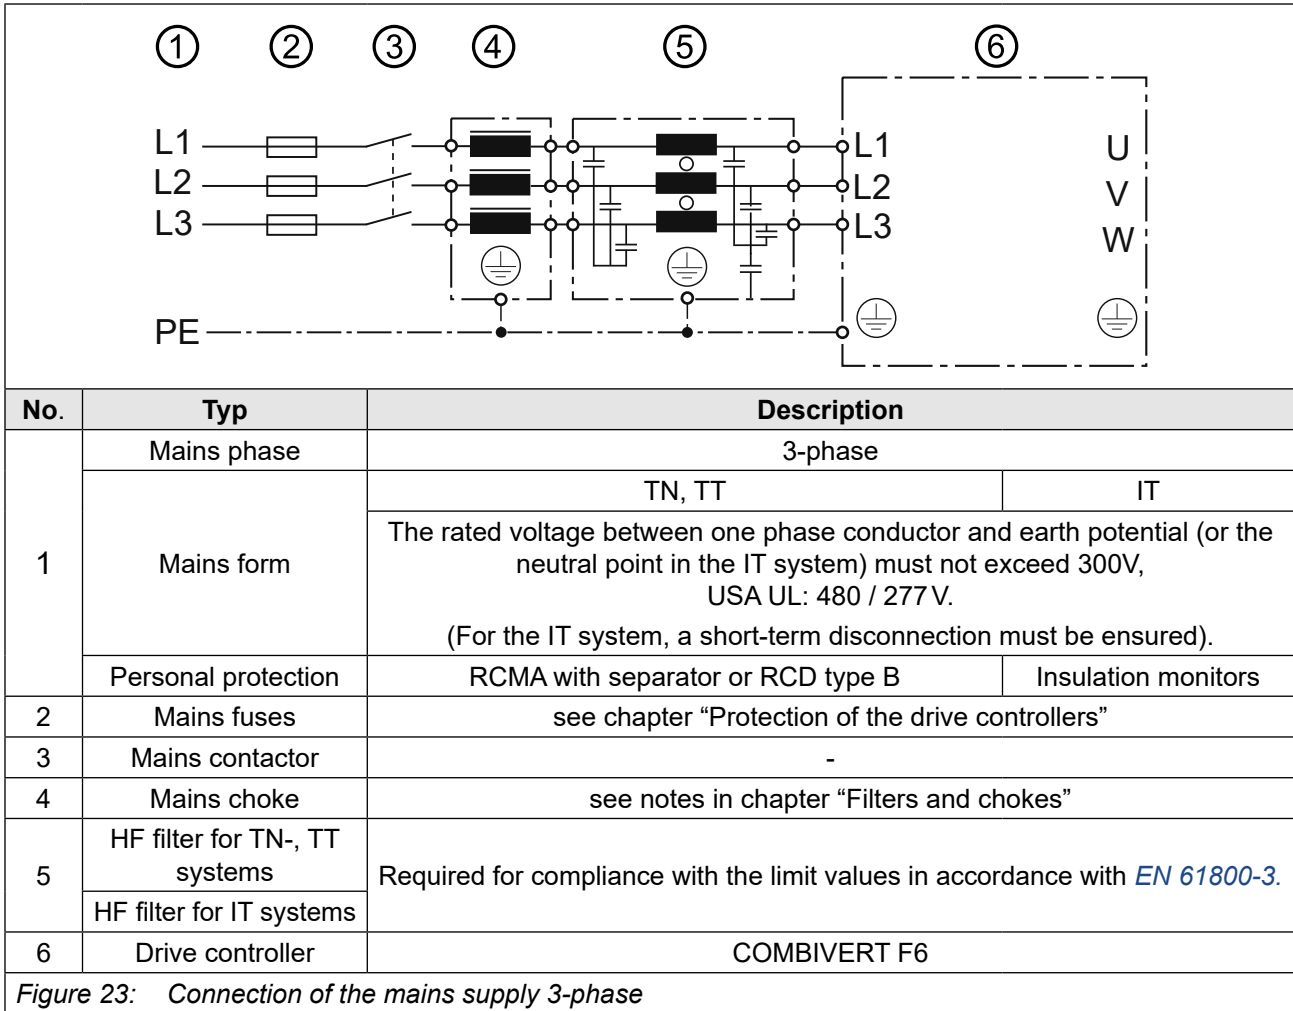 ① ② ③ ④ ⑤ ⑥
L1 L1 U
L2 L2 V
L3 L3 W
PE
No. Typ Description
1 Mains phase 3-phase
Mains form TN, TT IT
The rated voltage between one phase conductor and earth potential (or the
neutral point in the IT system) must not exceed 300V,
USA UL: 480 / 277 V.
(For the IT system, a short-term disconnection must be ensured).
Personal protection RCMA with separator or RCD type B Insulation monitors
2 Mains fuses see chapter “Protection of the drive controllers”
3 Mains contactor -
4 Mains choke see notes in chapter “Filters and chokes”
5 HF filter for TN-, TT
systems
Required for compliance with the limit values in accordance with EN 61800-3.
HF filter for IT systems
6 Drive controller COMBIVERT F6
Figure 23: Connection of the mains supply 3-phase